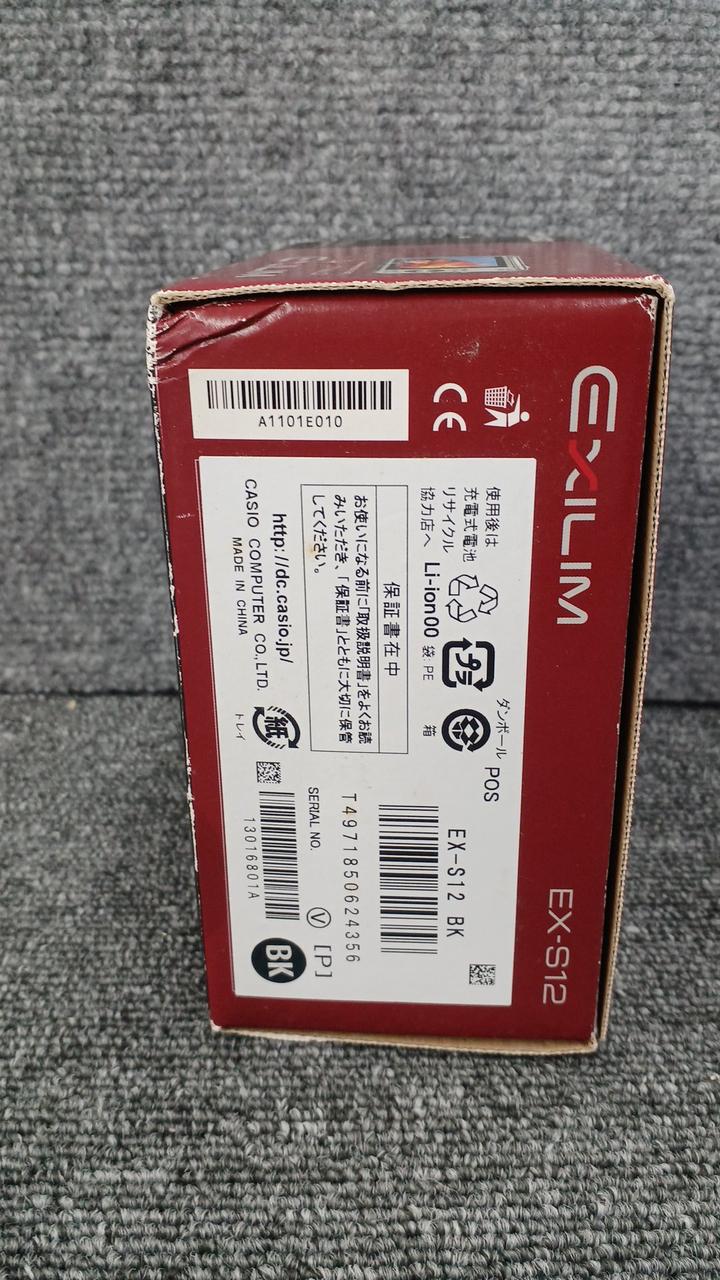 EXILIM
EX-S12
A1101E010
CE
使用後は
充電式電池
リサイクル
協力店へ
Li-ion00
プラ
袋: PE
ダンボール
箱
POS
保証書在中
お使いになる前に「取扱説明書」をよくお読
みいただき、「保証書」とともに大切に保管
してください。
http://dc.casio.jp/
CASIO COMPUTER CO.,LTD.
MADE IN CHINA
紙
トレイ
EX-S12 BK
T4971850624356
SERIAL NO.
13016801A
V [P]
BK